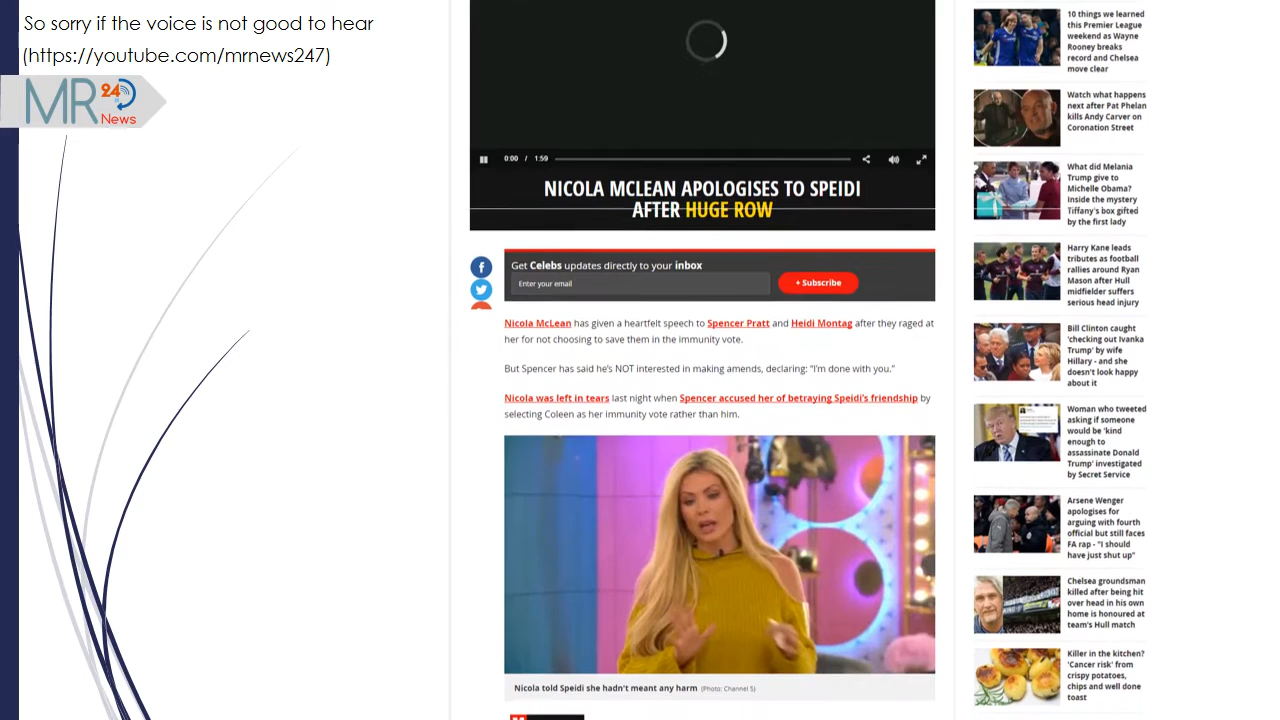 So sorry if the voice is not good to hear
(https://youtube.com/mrnews247)
MR 24 News
0:00 / 1:59
NICOLA MCLEAN APOLOGISES TO SPEIDI
AFTER HUGE ROW
Get Celebs updates directly to your inbox
Enter your email
+ Subscribe
Nicola McLean has given a heartfelt speech to Spencer Pratt and Heidi Montag after they raged at
her for not choosing to save them in the immunity vote.
But Spencer has said he's NOT interested in making amends, declaring: "I'm done with you."
Nicola was left in tears last night when Spencer accused her of betraying Speidi's friendship by
selecting Coleen as her immunity vote rather than him.
Nicola told Speidi she hadn't meant any harm (Photo: Channel 5)
10 things we learned
this Premier League
weekend as Wayne
Rooney breaks
record and Chelsea
move clear
Watch what happens
next after Pat Phelan
kills Andy Carver on
Coronation Street
What did Melania
Trump give to
Michelle Obama?
Inside the mystery
Tiffany's box gifted
by the first lady
Harry Kane leads
tributes as football
rallies around Ryan
Mason after Hull
midfielder suffers
serious head injury
Bill Clinton caught
'checking out Ivanka
Trump' by wife
Hillary - and she
doesn't look happy
about it
Woman who tweeted
asking if someone
would be 'kind
enough to
assassinate Donald
Trump' investigated
by Secret Service
Arsene Wenger
apologises for
arguing with fourth
official but still faces
FA rap - "I should
have just shut up"
Chelsea groundsman
killed after being hit
over head in his own
home is honoured at
team's Hull match
Killer in the kitchen?
'Cancer risk' from
crispy potatoes,
chips and well done
toast